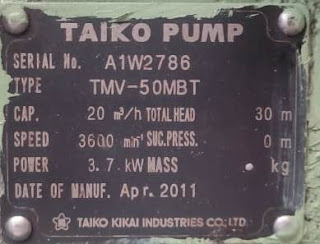 TAIKO PUMP
SERIAL No. A1W2786
TYPE TMV-50MBT
CAP. 20 m³/h TOTAL HEAD 30 m
SPEED 3600 min⁻¹ SUC.PRESS. 0 m
POWER 3.7 kW MASS kg
DATE OF MANUF. Apr.2011
TAIKO KIKAI INDUSTRIES CO.,LTD.